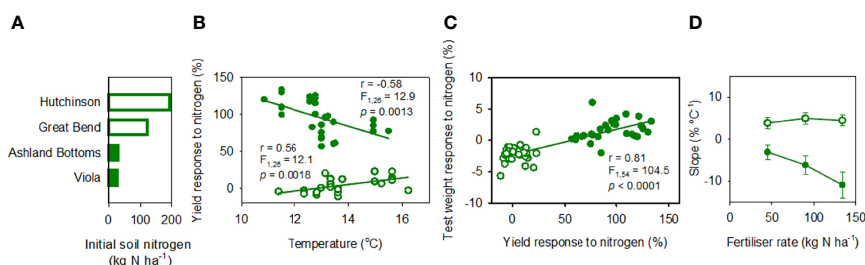 A
Hutchinson
Great Bend
Ashland Bottoms
Viola
0 100 200
Initial soil nitrogen
(kg N ha⁻¹)
B
Yield response to nitrogen (%)
150
100
50
0
r = -0.58
F1,26 = 12.9
p = 0.0013
r = 0.56
F1,26 = 12.1
p = 0.0018
10 12 14 16
Temperature (°C)
C
Test weight response to nitrogen (%)
10
5
0
-5
-10
r = 0.81
F1,54 = 104.5
p < 0.0001
0 50 100 150
Yield response to nitrogen (%)
D
Slope (% °C⁻¹)
10
0
-10
0 50 100 150
Fertiliser rate (kg N ha⁻¹)